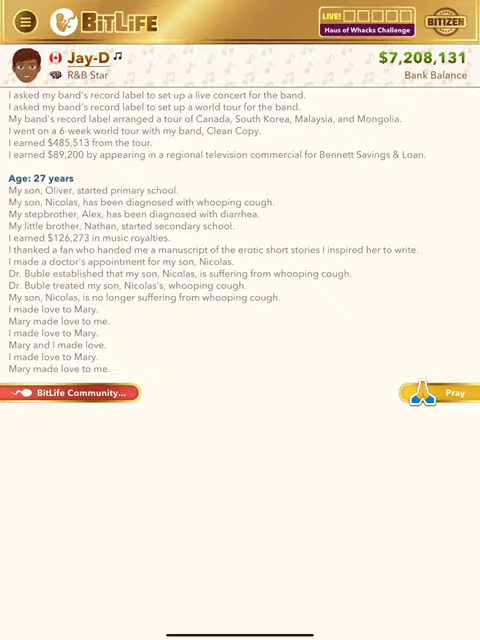 BITLIFE
LIVE!
Haus of Whacks Challenge
BITIZEN
Jay-D
$7,208,131
R&B Star
Bank Balance
I asked my band's record label to set up a live concert for the band.
I asked my band's record label to set up a world tour for the band.
My band's record label arranged a tour of Canada, South Korea, Malaysia, and Mongolia.
I went on a 6-week world tour with my band, Clean Copy.
I earned $485,513 from the tour.
I earned $89,200 by appearing in a regional television commercial for Bennett Savings & Loan.
Age: 27 years
My son, Oliver, started primary school.
My son, Nicolas, has been diagnosed with whooping cough.
My stepbrother, Alex, has been diagnosed with diarrhea.
My little brother, Nathan, started secondary school.
I earned $126,273 in music royalties.
I thanked a fan who handed me a manuscript of the erotic short stories I inspired her to write.
I made a doctor's appointment for my son, Nicolas.
Dr. Buble established that my son, Nicolas, is suffering from whooping cough.
Dr. Buble treated my son, Nicolas's, whooping cough.
My son, Nicolas, is no longer suffering from whooping cough.
I made love to Mary.
Mary made love to me.
I made love to Mary.
Mary and I made love.
I made love to Mary.
Mary made love to me.
BitLife Community...
Pray